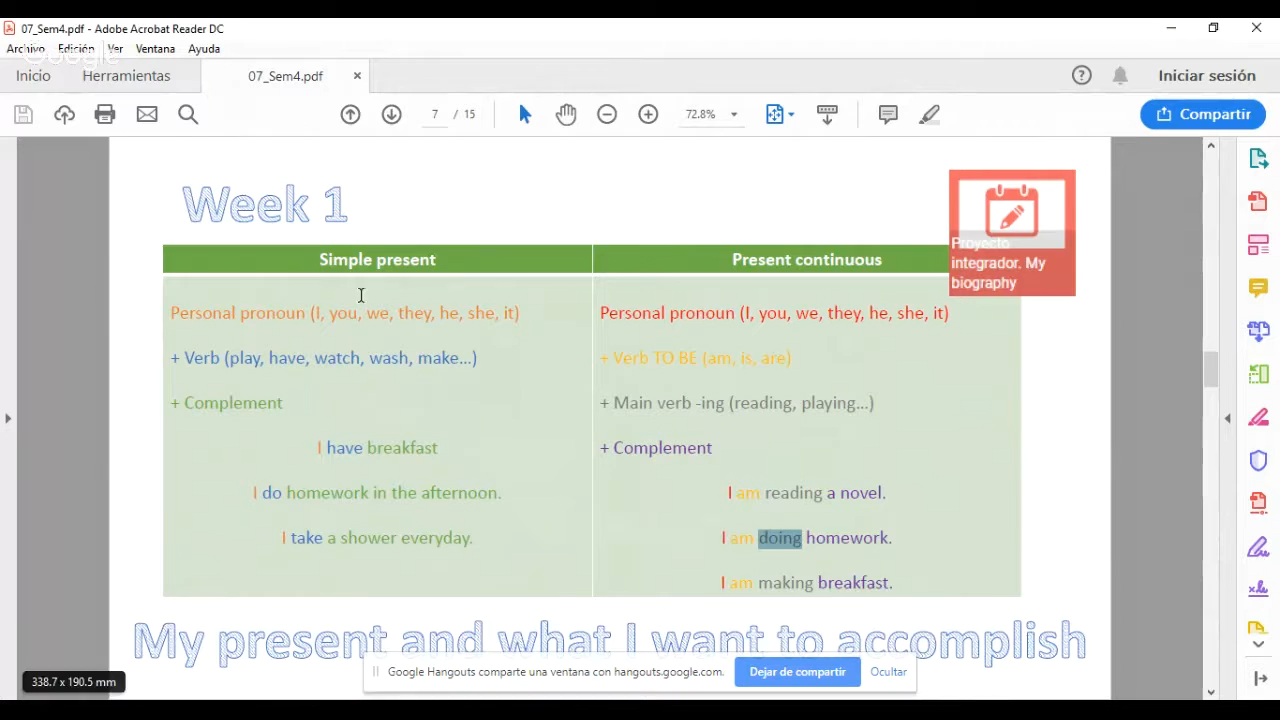 07_Sem4.pdf - Adobe Acrobat Reader DC
Archivo Edición Ver Ventana Ayuda
Google
Inicio Herramientas 07_Sem4.pdf × Iniciar sesión
7 / 15 72.8% Compartir
Week 1
Simple present
Personal pronoun (I, you, we, they, he, she, it)
+ Verb (play, have, watch, wash, make...)
+ Complement
I have breakfast
I do homework in the afternoon.
I take a shower everyday.
Present continuous
Personal pronoun (I, you, we, they, he, she, it)
+ Verb TO BE (am, is, are)
+ Main verb -ing (reading, playing...)
+ Complement
I am reading a novel.
I am doing homework.
I am making breakfast.
Proyecto
integrador. My
biography
My present and what I want to accomplish
Google Hangouts comparte una ventana con hangouts.google.com. Dejar de compartir Ocultar
338.7 x 190.5 mm